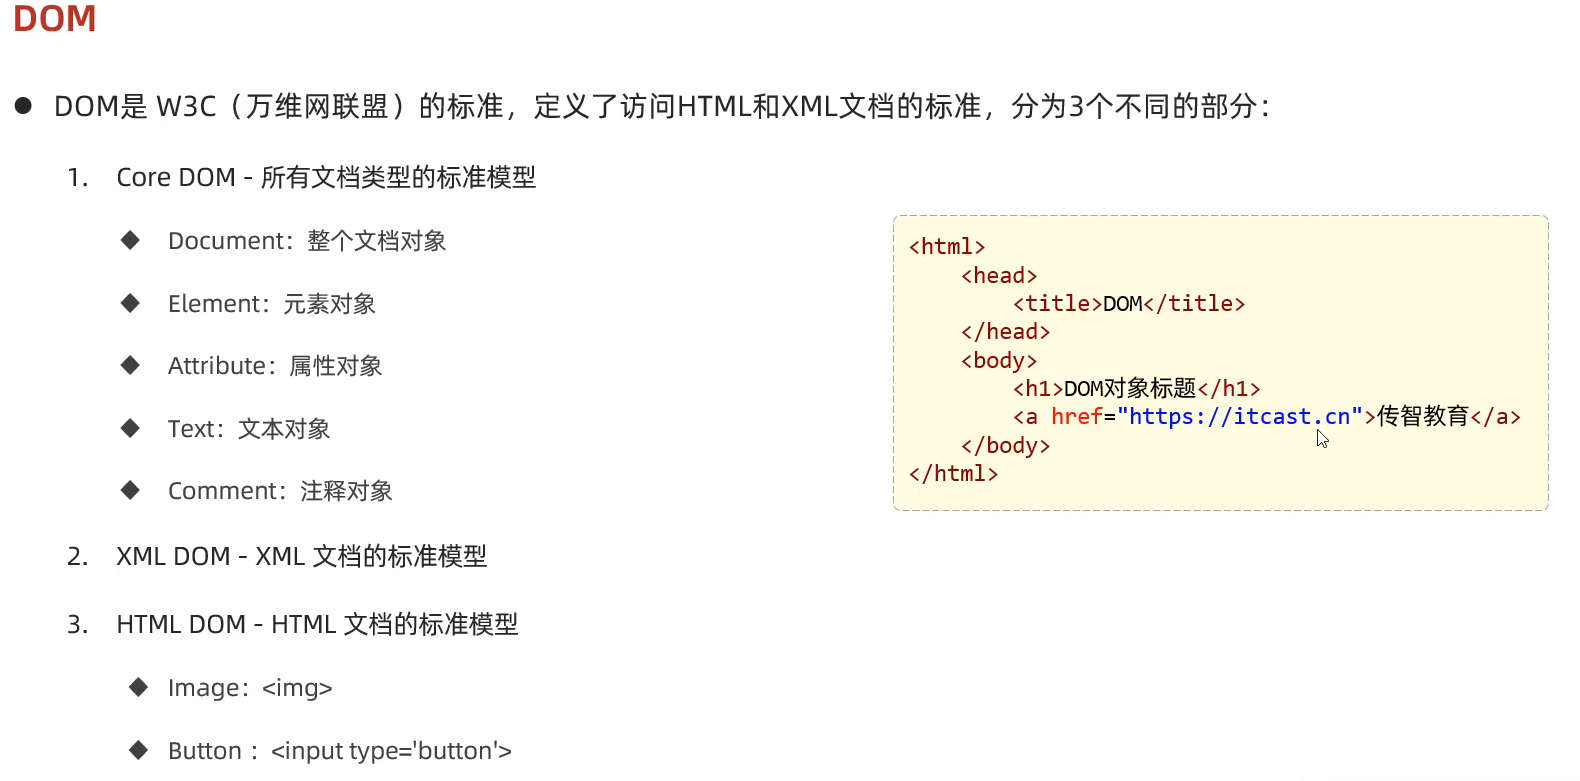 DOM
● DOM是 W3C（万维网联盟）的标准，定义了访问HTML和XML文档的标准，分为3个不同的部分：
1. Core DOM - 所有文档类型的标准模型
◆ Document：整个文档对象
◆ Element：元素对象
◆ Attribute：属性对象
◆ Text：文本对象
◆ Comment：注释对象
2. XML DOM - XML 文档的标准模型
3. HTML DOM - HTML 文档的标准模型
◆ Image：<img>
◆ Button ：<input type='button'>
<html>
    <head>
        <title>DOM</title>
    </head>
    <body>
        <h1>DOM对象标题</h1>
        <a href="https://itcast.cn">传智教育</a>
    </body>
</html>